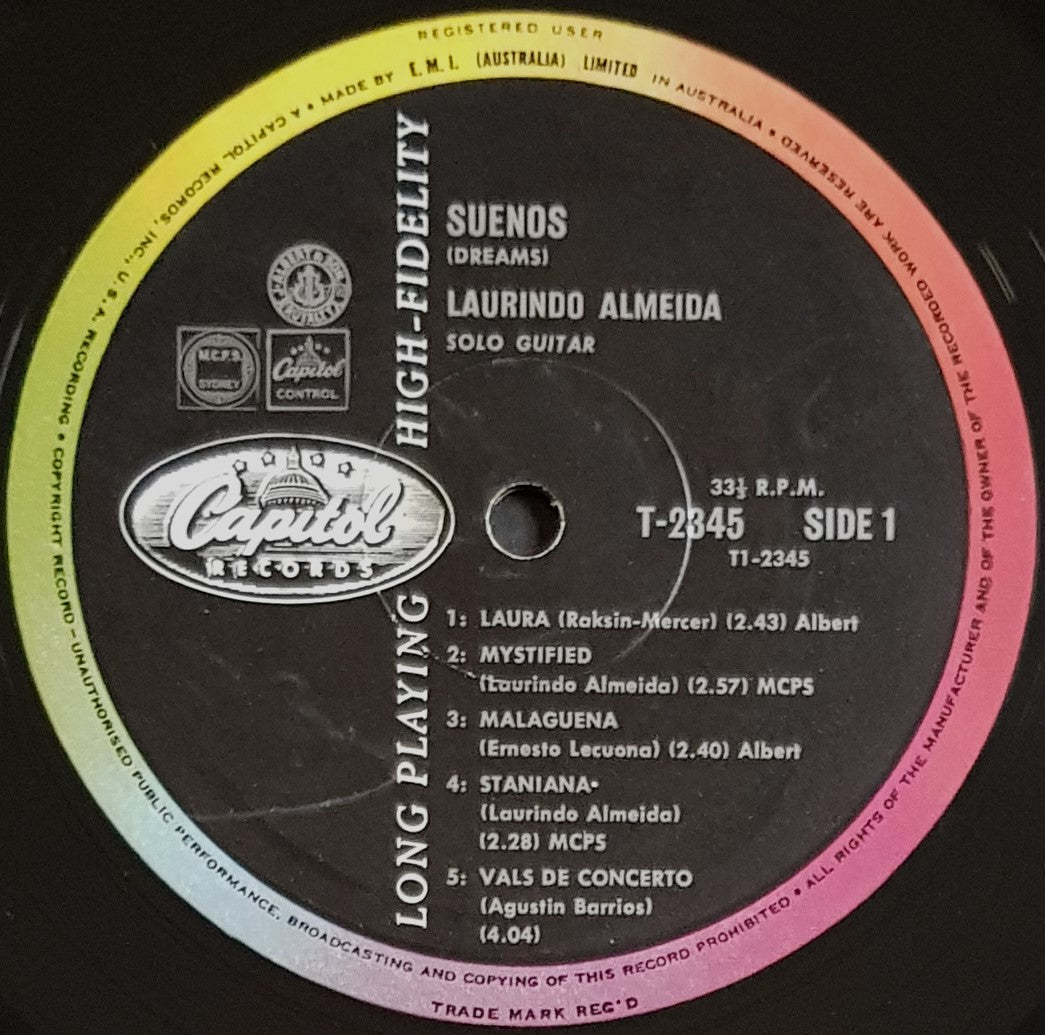 REGISTERED USER
MADE BY E.M.I. (AUSTRALIA) LIMITED IN AUSTRALIA • ALL RIGHTS OF THE MANUFACTURER AND OF THE OWNER OF THE RECORDED WORK ARE RESERVED •
COPYRIGHT RECORD – UNAUTHORISED PUBLIC PERFORMANCE, BROADCASTING AND COPYING OF THIS RECORD PROHIBITED •
A CAPITOL RECORDS, INC., U.S.A. RECORDING •
TRADE MARK REG'D
LONG PLAYING HIGH-FIDELITY
SUENOS
(DREAMS)
LAURINDO ALMEIDA
SOLO GUITAR
ALBERT & SON
M.C.P.S.
SYDNEY
Capitol
CONTROL
Capitol
RECORDS
33⅓ R.P.M.
T-2345 SIDE 1
T1-2345
1: LAURA (Raksin-Mercer) (2.43) Albert
2: MYSTIFIED
(Laurindo Almeida) (2.57) MCPS
3: MALAGUENA
(Ernesto Lecuona) (2.40) Albert
4: STANIANA•
(Laurindo Almeida)
(2.28) MCPS
5: VALS DE CONCERTO
(Agustin Barrios)
(4.04)